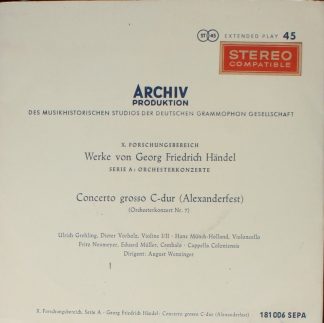 ST 45 EXTENDED PLAY 45
STEREO
COMPATIBLE
ARCHIV
PRODUKTION
DES MUSIKHISTORISCHEN STUDIOS DER DEUTSCHEN GRAMMOPHON GESELLSCHAFT
X. FORSCHUNGSBEREICH
Werke von Georg Friedrich Händel
SERIE A: ORCHESTERKONZERTE
Concerto grosso C-dur (Alexanderfest)
(Orchesterkonzert Nr. 7)
Ulrich Grehling, Dieter Vorholz, Violine I/II · Hans Münch-Holland, Violoncello
Fritz Neumeyer, Eduard Müller, Cembalo · Cappella Coloniensis
Dirigent: August Wenzinger
X. Forschungsbereich, Serie A · Georg Friedrich Händel: Concerto grosso C-dur (Alexanderfest) 181 006 SEPA